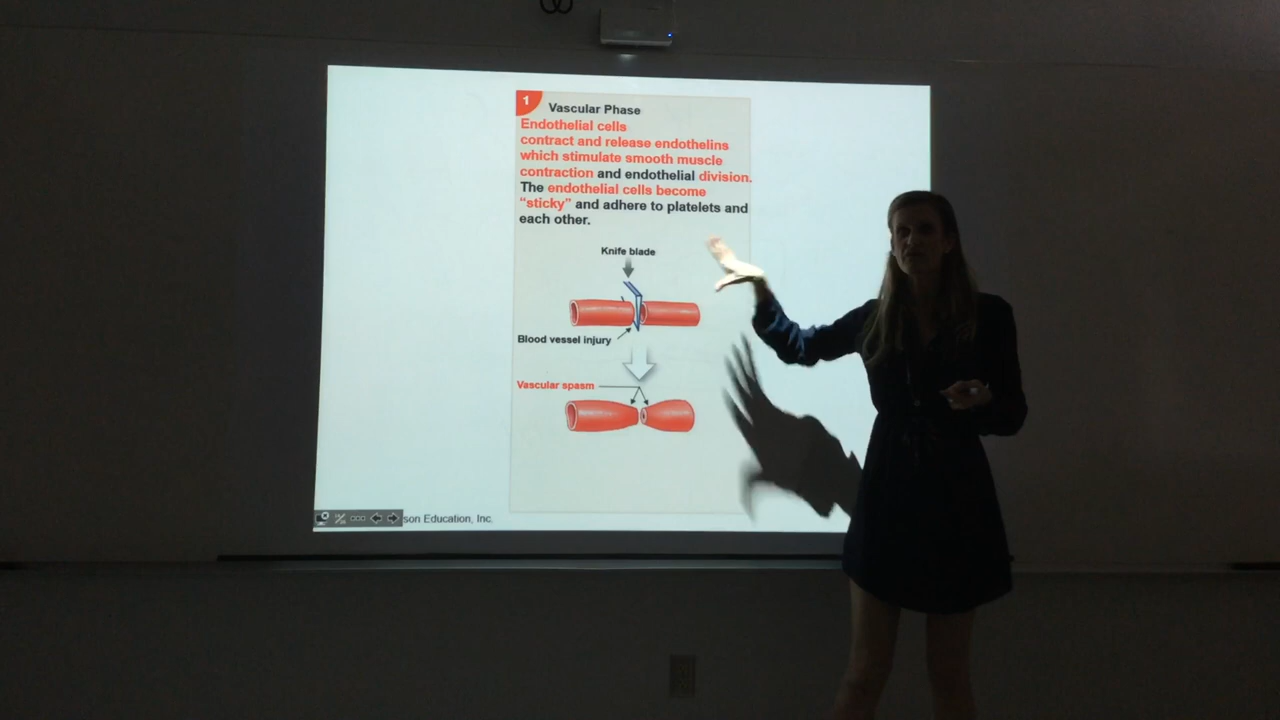 1
Vascular Phase
Endothelial cells
contract and release endothelins
which stimulate smooth muscle
contraction and endothelial division.
The endothelial cells become
“sticky” and adhere to platelets and
each other.
Knife blade
Blood vessel injury
Vascular spasm
son Education, Inc.